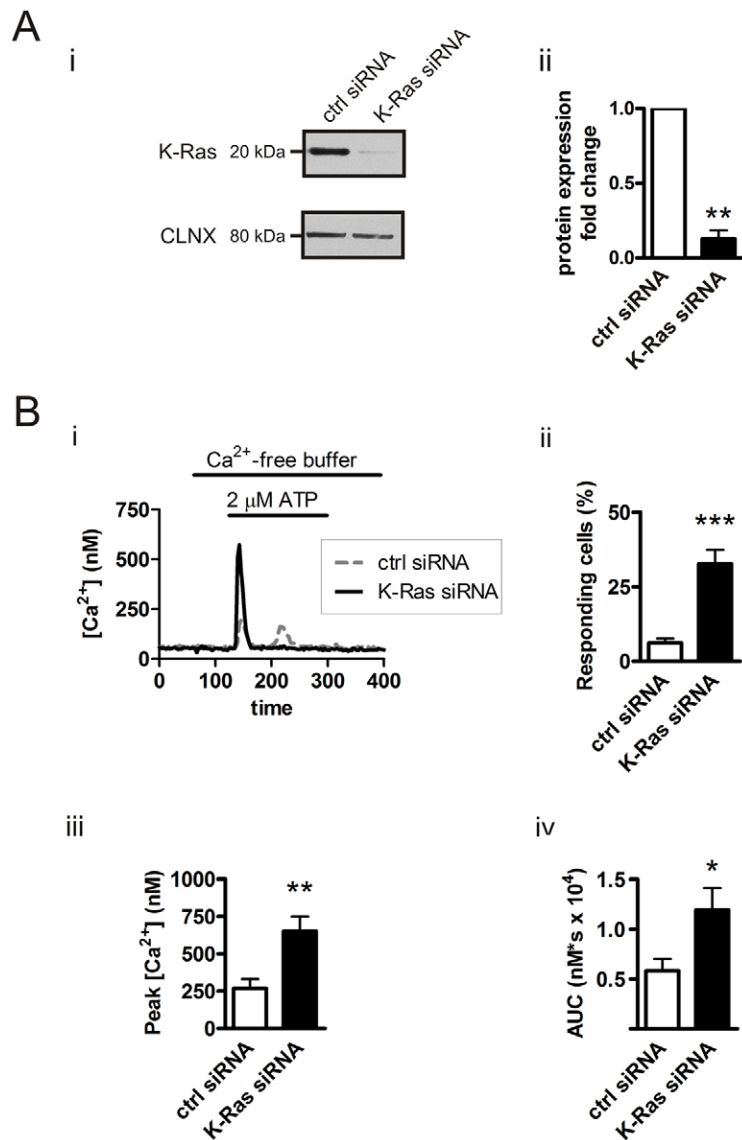 A
i
ctrl siRNA
K-Ras siRNA
K-Ras 20 kDa
CLNX 80 kDa
ii
protein expression
fold change
1.0
0.5
0.0
**
ctrl siRNA
K-Ras siRNA
B
i
Ca²⁺-free buffer
2 μM ATP
[Ca²⁺] (nM)
750
500
250
0
0 100 200 300 400
time
ctrl siRNA
K-Ras siRNA
ii
Responding cells (%)
50
25
0
***
ctrl siRNA
K-Ras siRNA
iii
Peak [Ca²⁺] (nM)
1000
750
500
250
0
**
ctrl siRNA
K-Ras siRNA
iv
AUC (nM*s x 10⁴)
1.5
1.0
0.5
*
ctrl siRNA
K-Ras siRNA